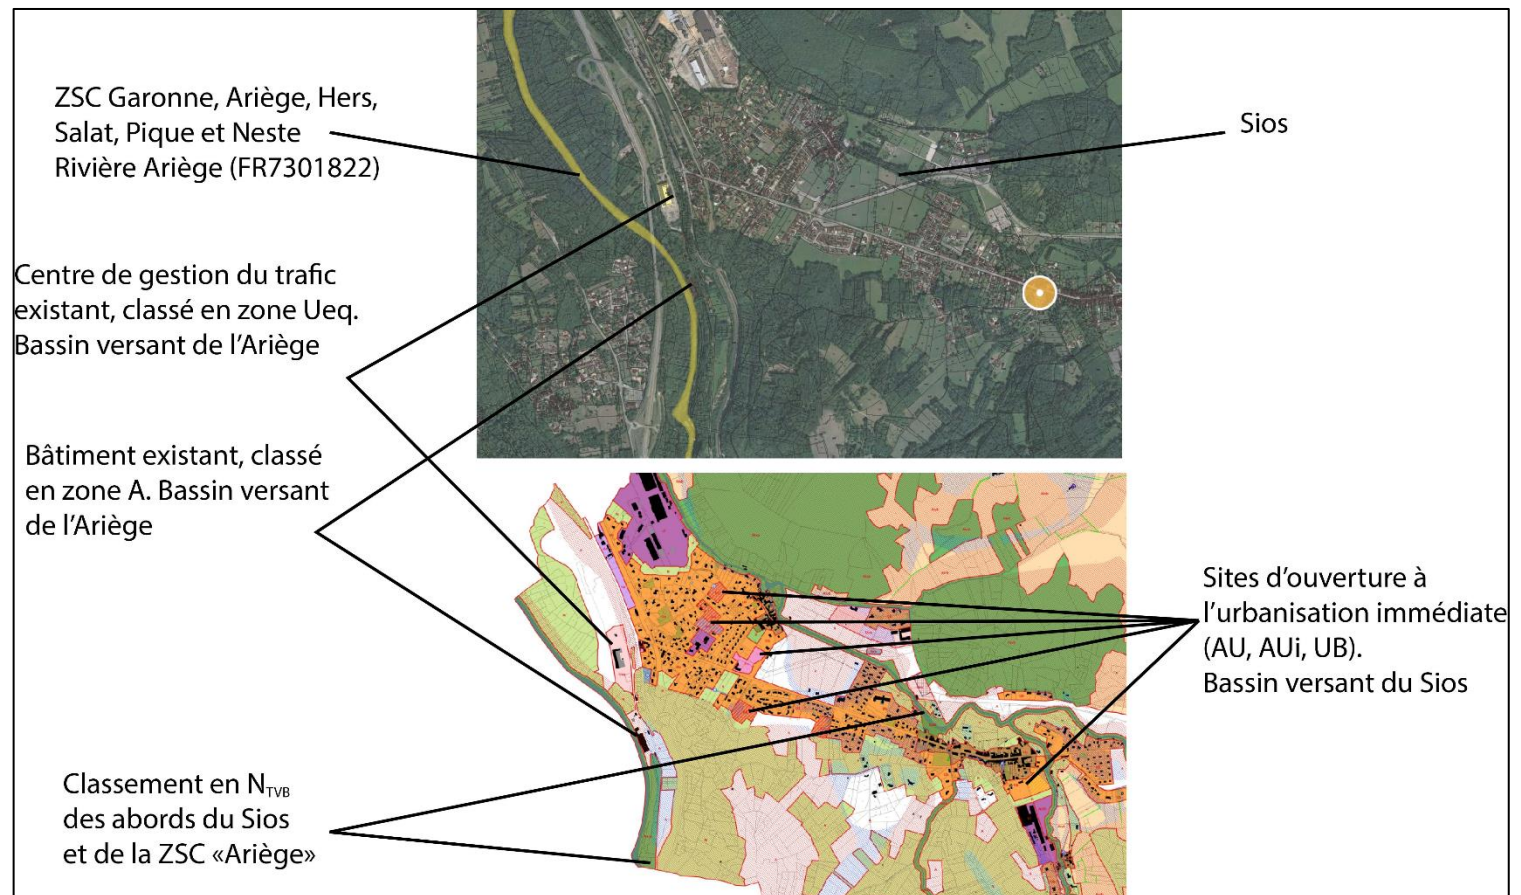 ZSC Garonne, Ariège, Hers,
Salat, Pique et Neste
Rivière Ariège (FR7301822)
Sios
Centre de gestion du trafic
existant, classé en zone Ueq.
Bassin versant de l'Ariège
Bâtiment existant, classé
en zone A. Bassin versant
de l'Ariège
Sites d'ouverture à
l'urbanisation immédiate
(AU, AUi, UB).
Bassin versant du Sios
Classement en NTVB
des abords du Sios
et de la ZSC «Ariège»